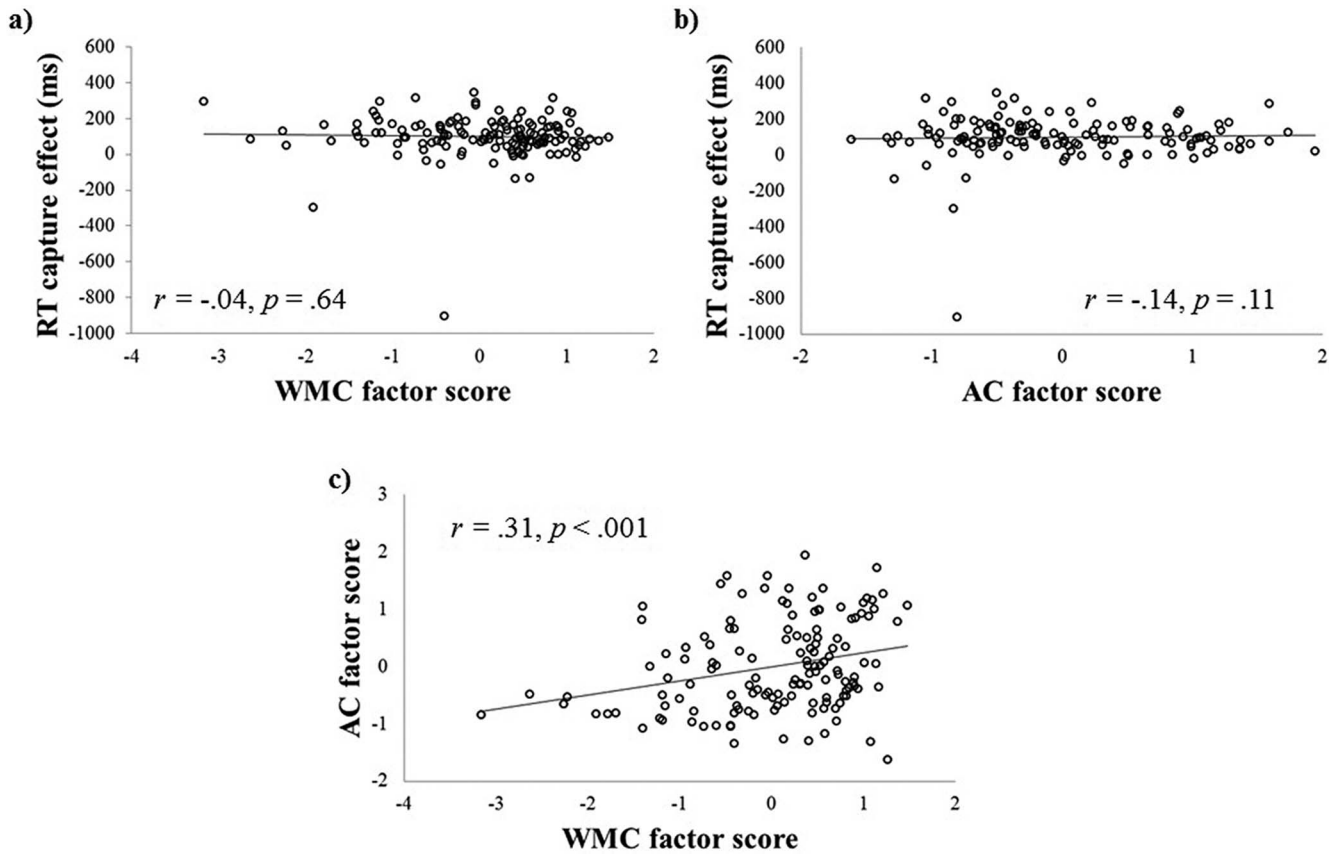 a)
RT capture effect (ms)
600
400
200
0
-200
-400
-600
-800
-1000
r = -.04, p = .64
-4 -3 -2 -1 0 1 2
WMC factor score
b)
RT capture effect (ms)
600
400
200
0
-200
-400
-600
-800
-1000
r = -.14, p = .11
-2 -1 0 1 2
AC factor score
c)
AC factor score
3
2
1
0
-1
-2
r = .31, p < .001
-4 -3 -2 -1 0 1 2
WMC factor score